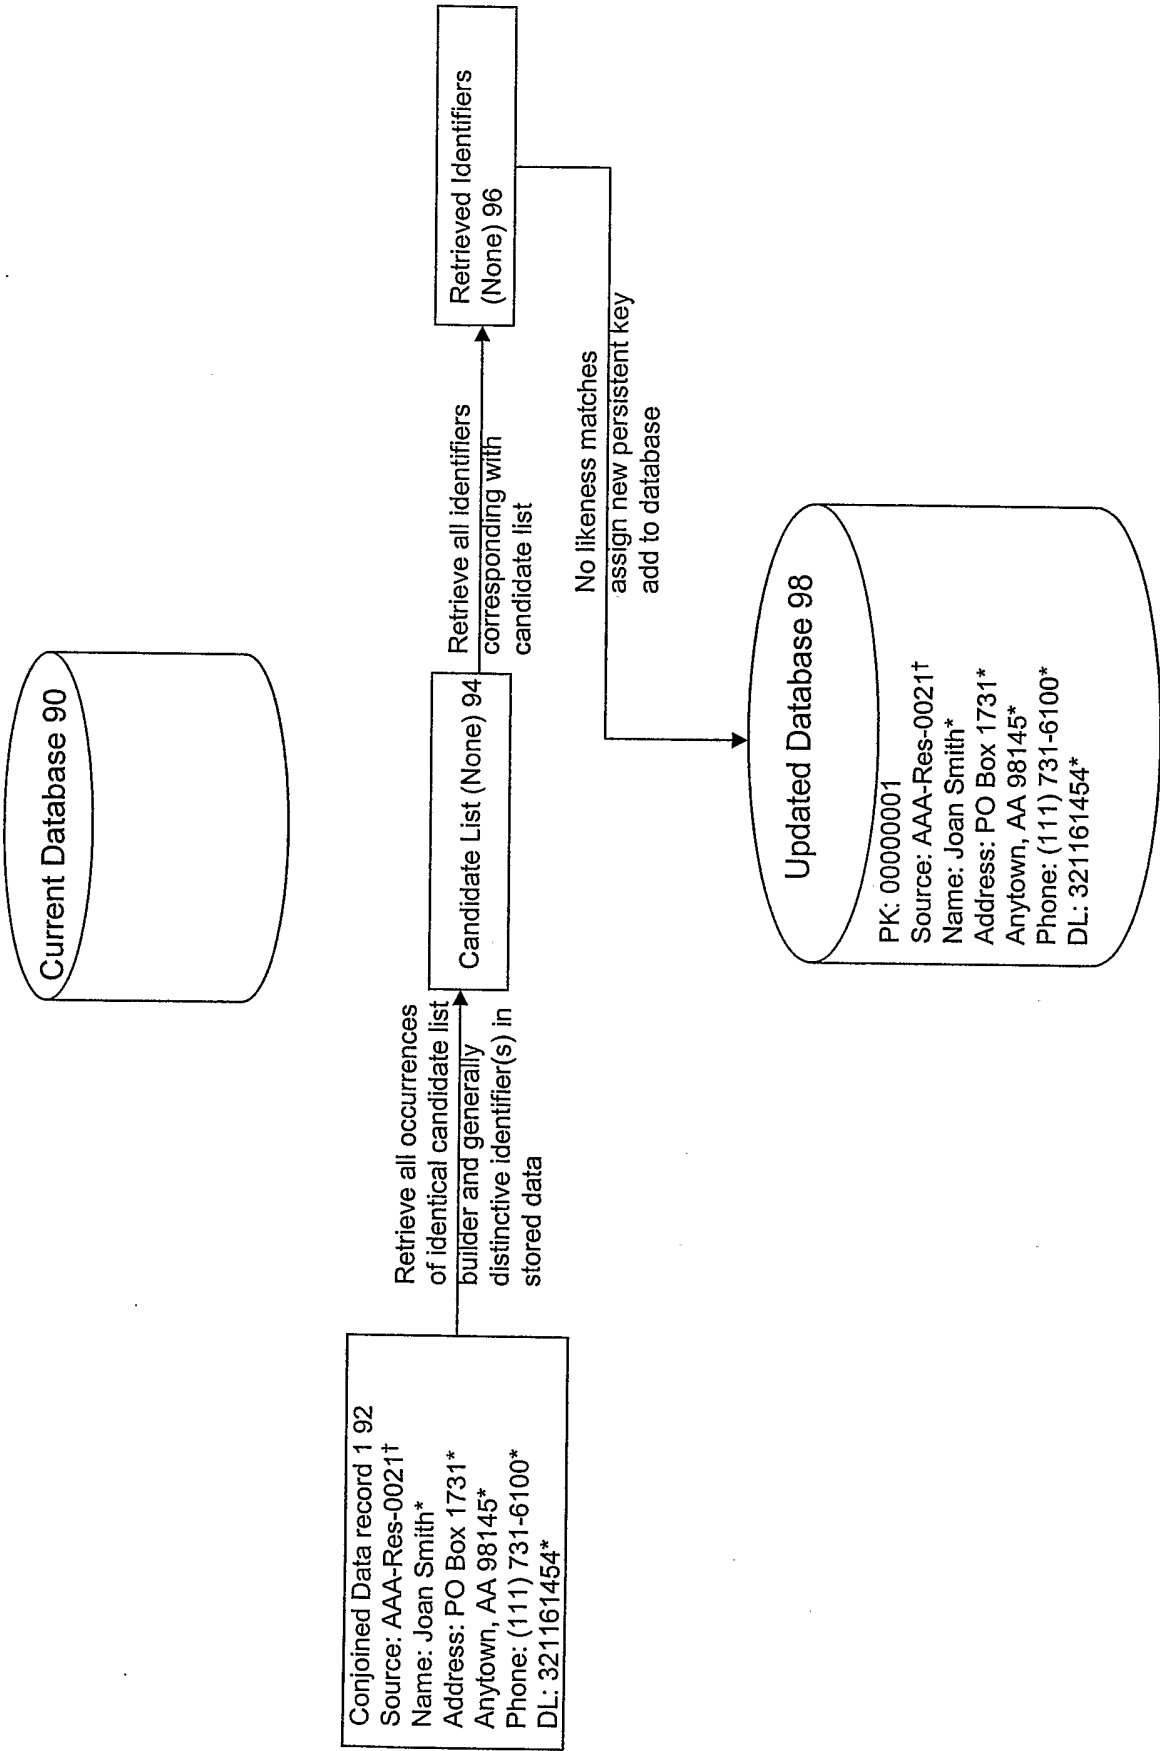 Current Database 90
Conjoined Data record 1 92
Source: AAA-Res-0021†
Name: Joan Smith*
Address: PO Box 1731*
Anytown, AA 98145*
Phone: (111) 731-6100*
DL: 321161454*
Retrieve all occurrences
of identical candidate list
builder and generally
distinctive identifier(s) in
stored data
Candidate List (None) 94
Retrieve all identifiers
corresponding with
candidate list
Retrieved Identifiers
(None) 96
No likeness matches
assign new persistent key
add to database
Updated Database 98
PK: 00000001
Source: AAA-Res-0021†
Name: Joan Smith*
Address: PO Box 1731*
Anytown, AA 98145*
Phone: (111) 731-6100*
DL: 321161454*